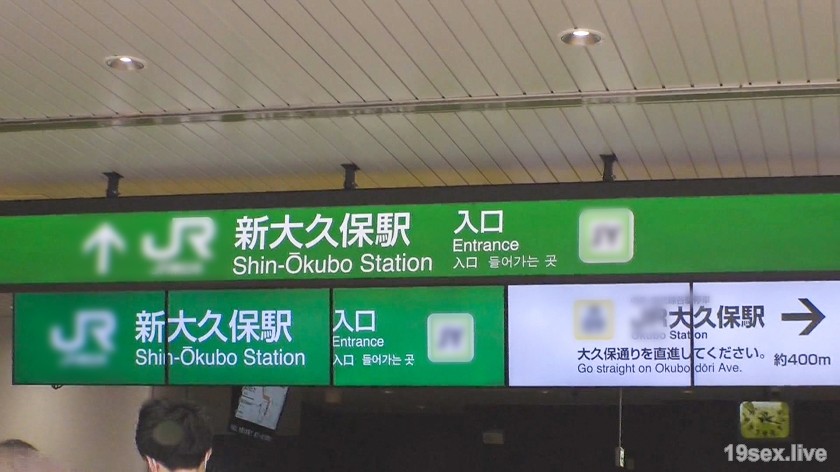 新大久保駅
Shin-Ōkubo Station
入口
Entrance
入口 들어가는 곳
新大久保駅
Shin-Ōkubo Station
入口
Entrance
入口 들어가는 곳
大久保駅
Ōkubo Station
大久保通りを直進してください。
Go straight on Okubo-dōri Ave.
約400m
19sex.live